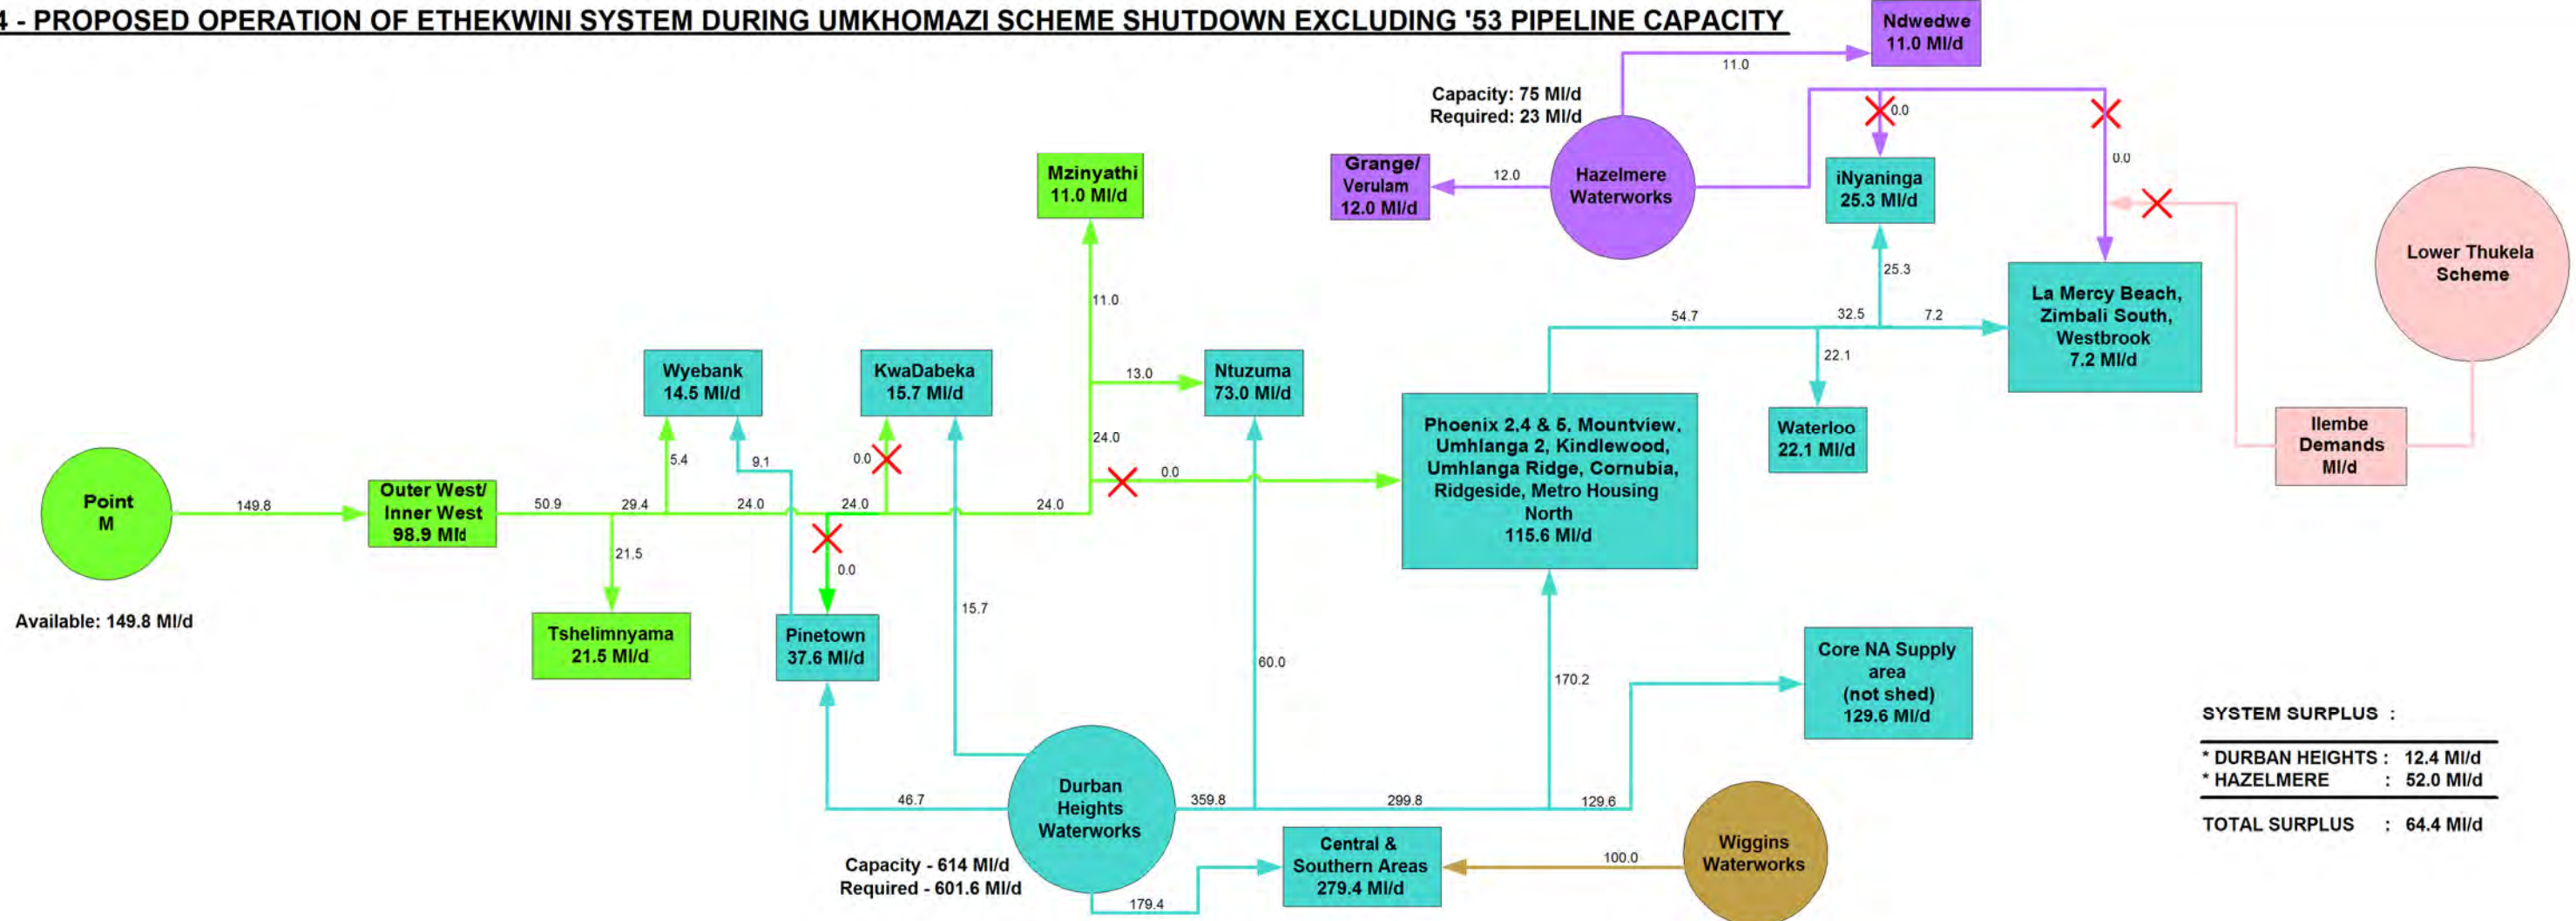 4 - PROPOSED OPERATION OF ETHEKWINI SYSTEM DURING UMKHOMAZI SCHEME SHUTDOWN EXCLUDING '53 PIPELINE CAPACITY
Ndwedwe
11.0 Ml/d
11.0
Capacity: 75 Ml/d
Required: 23 Ml/d
0.0
0.0
Mzinyathi
11.0 Ml/d
Grange/
Verulam
12.0 Ml/d
12.0
Hazelmere
Waterworks
iNyaninga
25.3 Ml/d
Lower Thukela
Scheme
11.0
25.3
La Mercy Beach,
Zimbali South,
Westbrook
7.2 Ml/d
54.7
32.5
7.2
22.1
Wyebank
14.5 Ml/d
KwaDabeka
15.7 Ml/d
13.0
Ntuzuma
73.0 Ml/d
Phoenix 2,4 & 5, Mountview,
Umhlanga 2, Kindlewood,
Umhlanga Ridge, Cornubia,
Ridgeside, Metro Housing
North
115.6 Ml/d
Waterloo
22.1 Ml/d
Ilembe
Demands
Ml/d
Point
M
149.8
Outer West/
Inner West
98.9 Mld
50.9
29.4
5.4
9.1
24.0
0.0
24.0
24.0
24.0
0.0
21.5
0.0
Available: 149.8 Ml/d
Tshelimnyama
21.5 Ml/d
Pinetown
37.6 Ml/d
15.7
60.0
170.2
Core NA Supply
area
(not shed)
129.6 Ml/d
46.7
Durban
Heights
Waterworks
359.8
299.8
129.6
Capacity - 614 Ml/d
Required - 601.6 Ml/d
179.4
Central &
Southern Areas
279.4 Ml/d
100.0
Wiggins
Waterworks
SYSTEM SURPLUS :
* DURBAN HEIGHTS : 12.4 Ml/d
* HAZELMERE : 52.0 Ml/d
TOTAL SURPLUS : 64.4 Ml/d